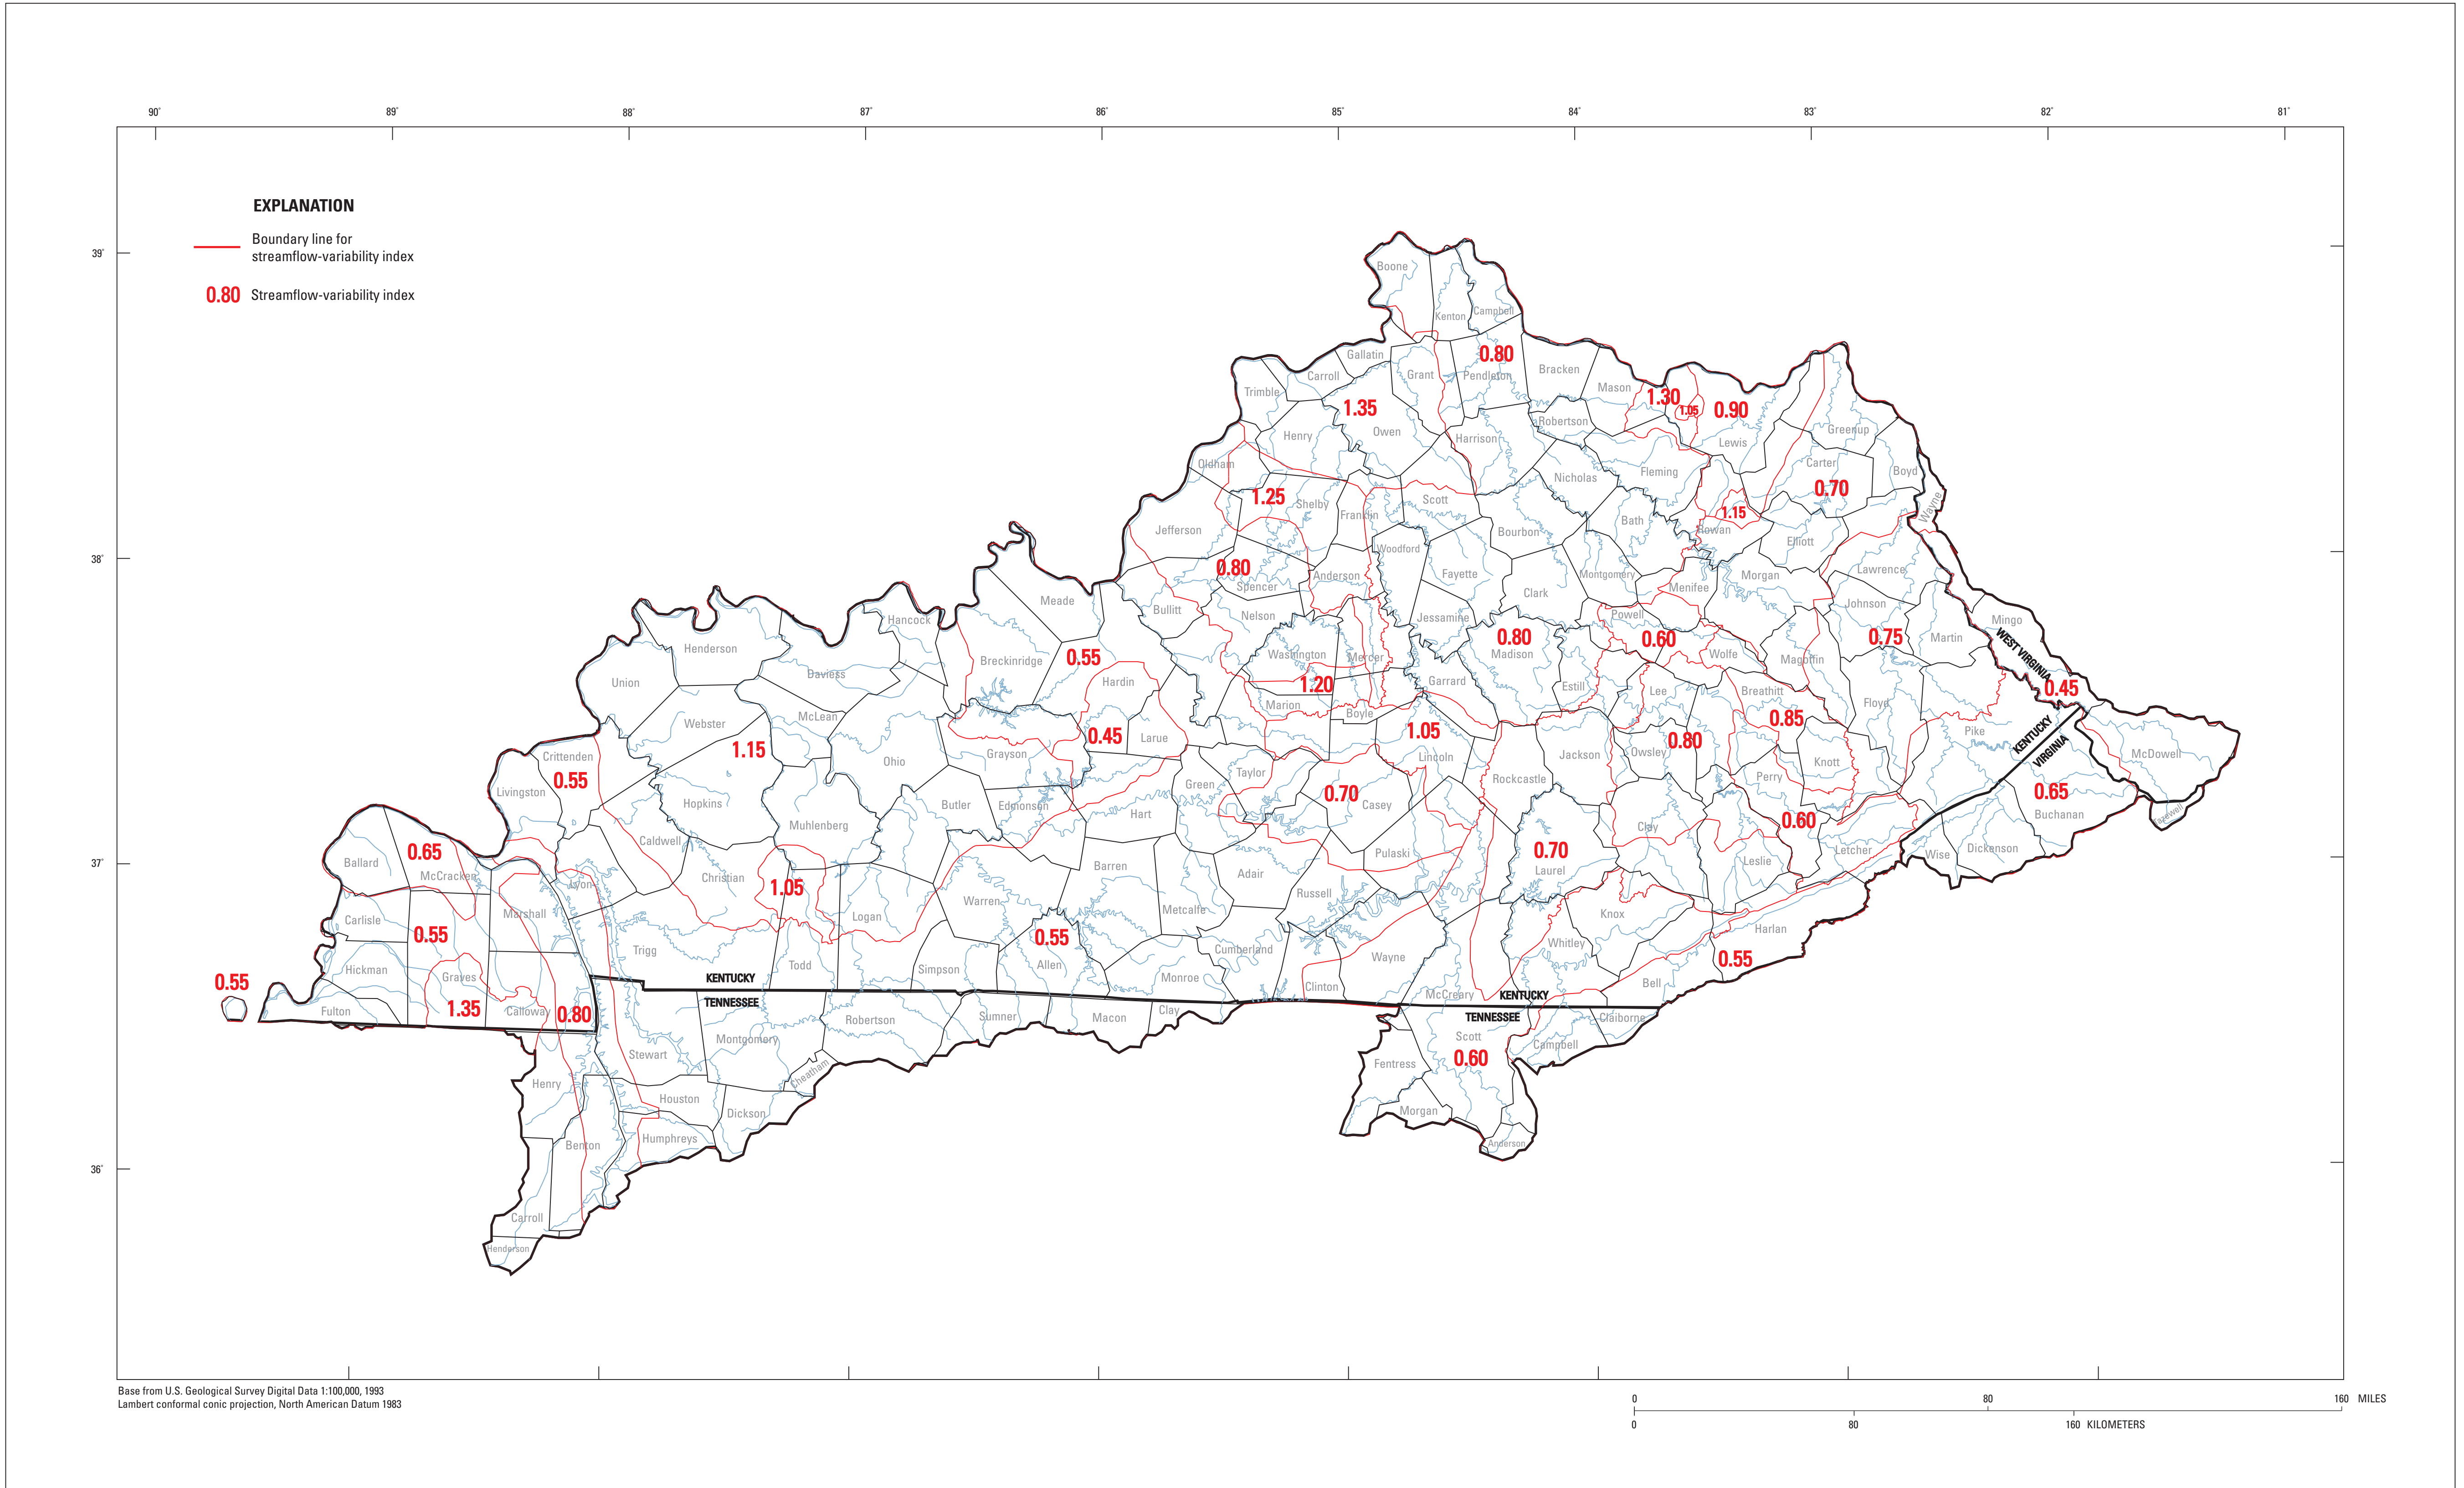 90°
89°
88°
87°
86°
85°
84°
83°
82°
81°
39°
38°
37°
36°
EXPLANATION
Boundary line for
streamflow-variability index
0.80 Streamflow-variability index
Boone
Kenton
Campbell
Gallatin
Carroll
Trimble
Grant
0.80
Pendleton
Bracken
Mason
1.30
1.05
0.90
1.35
Owen
Henry
Harrison
Robertson
Lewis
Greenup
Oldham
Nicholas
Fleming
Carter
Boyd
0.70
1.25
Shelby
Scott
Franklin
1.15
Rowan
Wayne
Jefferson
Bourbon
Bath
Elliott
Woodford
0.80
Spencer
Anderson
Fayette
Montgomery
Menifee
Morgan
Lawrence
Clark
Meade
Bullitt
Nelson
Jessamine
Powell
Johnson
Hancock
0.80
Madison
0.60
Wolfe
0.75
Martin
Mingo
WEST VIRGINIA
Henderson
Breckinridge
0.55
Washington
Mercer
Magoffin
Union
Daviess
Hardin
1.20
Garrard
Estill
Lee
Breathitt
0.45
Marion
Boyle
0.85
Floyd
Webster
McLean
0.45
Larue
1.05
Lincoln
0.80
Owsley
Pike
KENTUCKY
VIRGINIA
McDowell
1.15
Crittenden
0.55
Ohio
Grayson
Jackson
Knott
Livingston
Taylor
Green
Rockcastle
Perry
0.65
Buchanan
Tazewell
Hopkins
Butler
Edmonson
Hart
0.70
Casey
Muhlenberg
Clay
0.60
Caldwell
Ballard
0.65
McCracken
Pulaski
0.70
Laurel
Leslie
Letcher
Wise
Dickenson
Barren
Adair
Christian
1.05
Lyon
Russell
Carlisle
Marshall
Logan
Warren
Metcalfe
Knox
0.55
Trigg
0.55
Allen
Cumberland
Whitley
Harlan
0.55
Hickman
Graves
Todd
Simpson
Monroe
Wayne
0.55
Bell
Clinton
McCreary
KENTUCKY
TENNESSEE
KENTUCKY
TENNESSEE
Fulton
1.35
Calloway
0.80
Robertson
Sumner
Macon
Clay
Claiborne
Stewart
Montgomery
Cheatham
Scott
0.60
Campbell
Fentress
Henry
Houston
Dickson
Morgan
Humphreys
Benton
Anderson
Carroll
Henderson
Base from U.S. Geological Survey Digital Data 1:100,000, 1993
Lambert conformal conic projection, North American Datum 1983
0 80 160 MILES
0 80 160 KILOMETERS